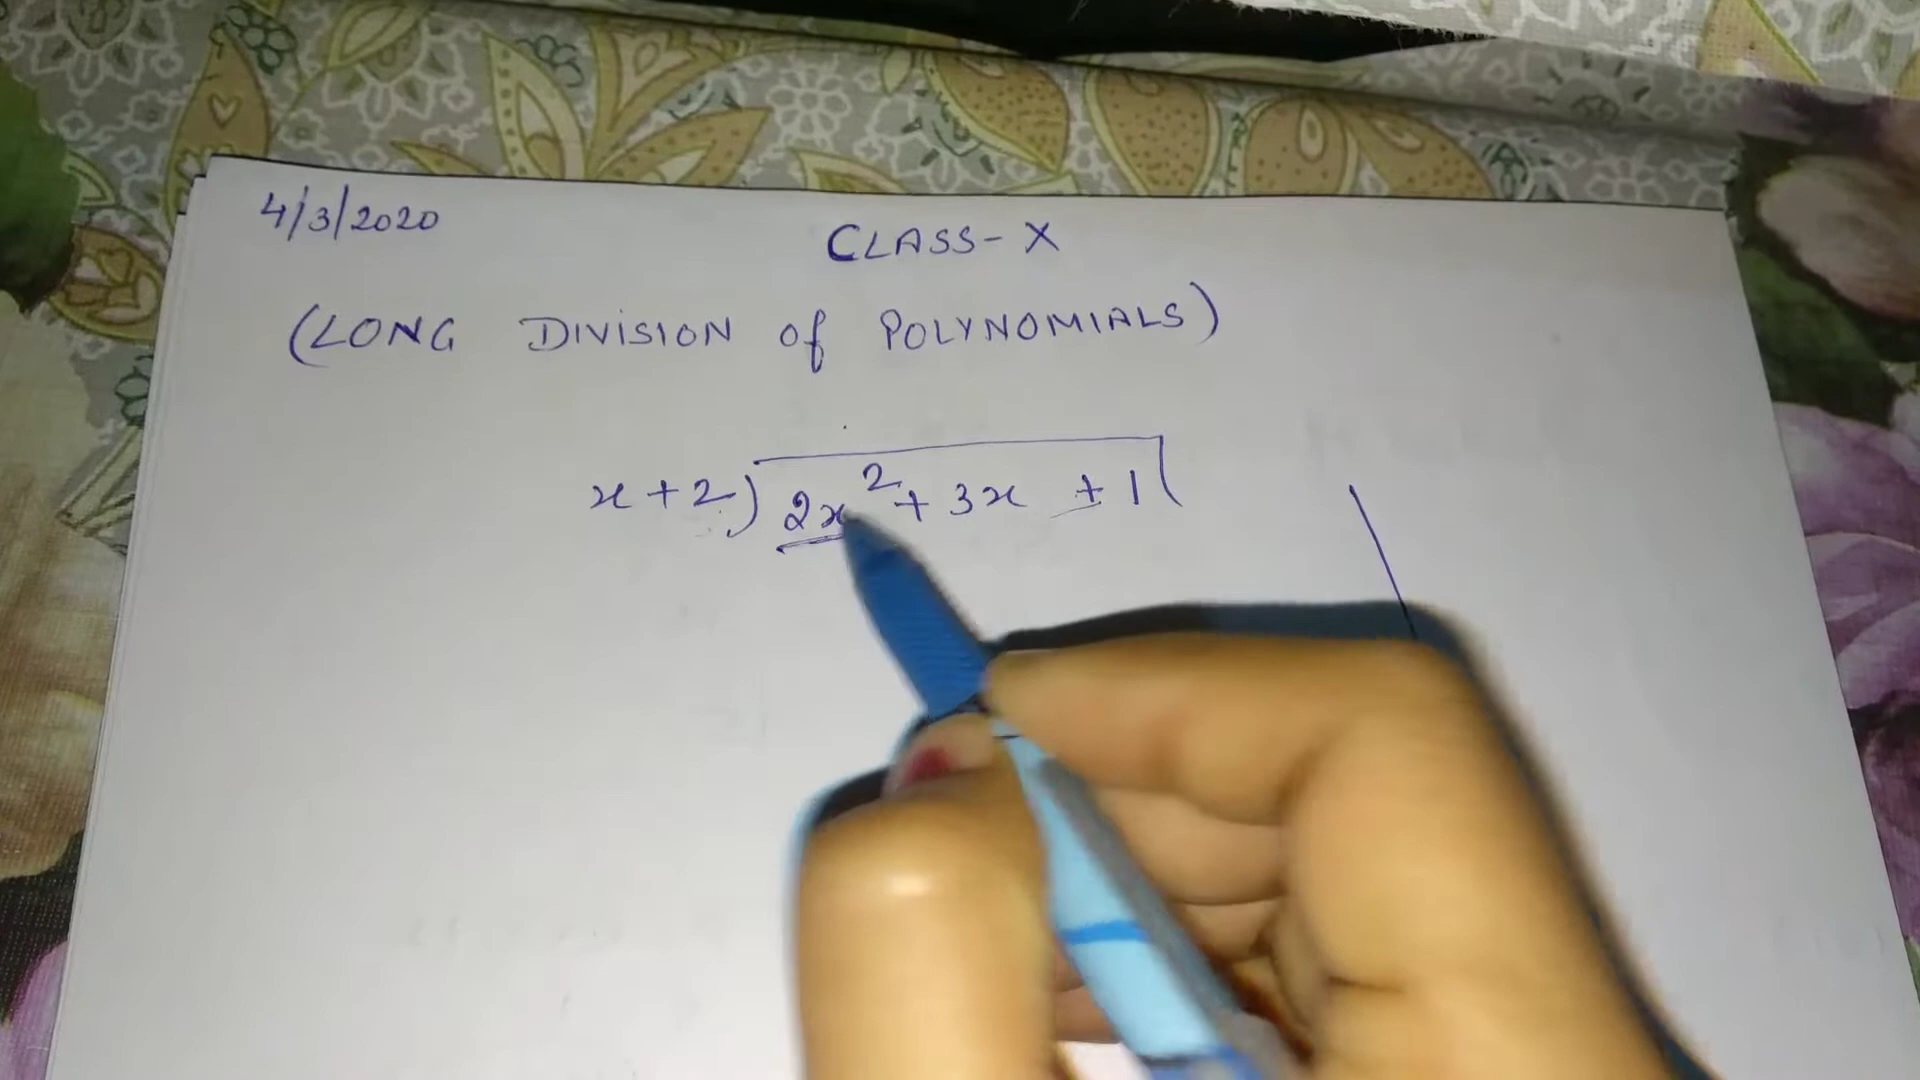 4/3/2020
CLASS-X
(LONG DIVISION of POLYNOMIALS)
x+2) 2x²+3x +1(